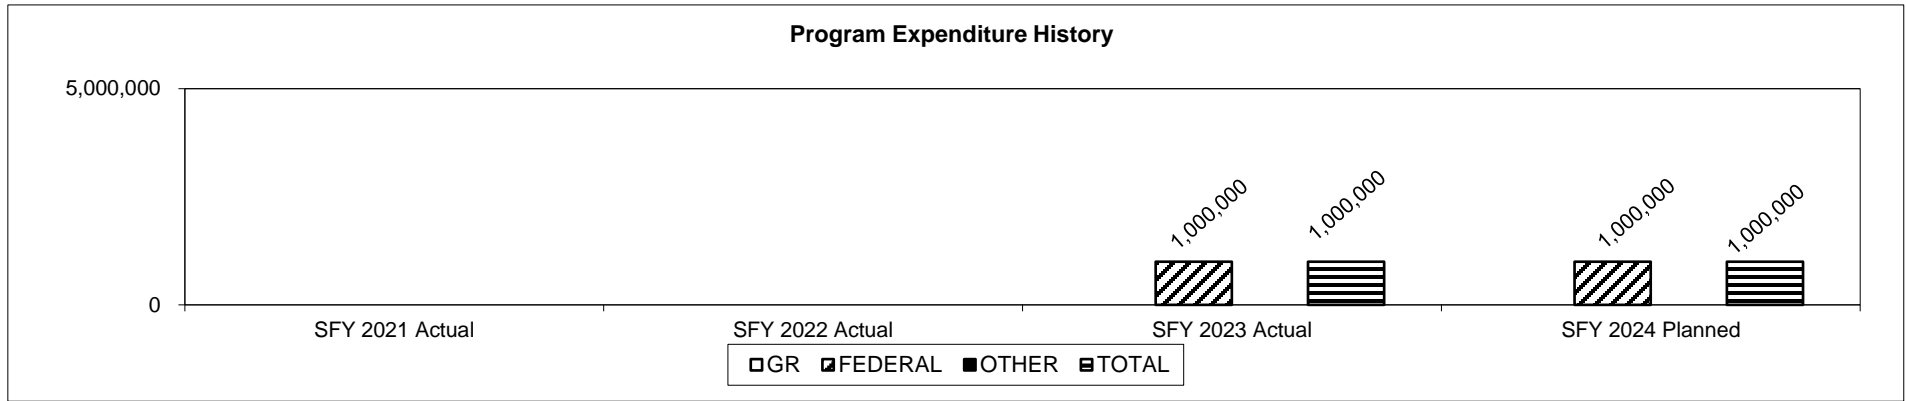 Program Expenditure History
5,000,000
1,000,000 1,000,000 1,000,000 1,000,000
0
SFY 2021 Actual SFY 2022 Actual SFY 2023 Actual SFY 2024 Planned
GR FEDERAL OTHER TOTAL